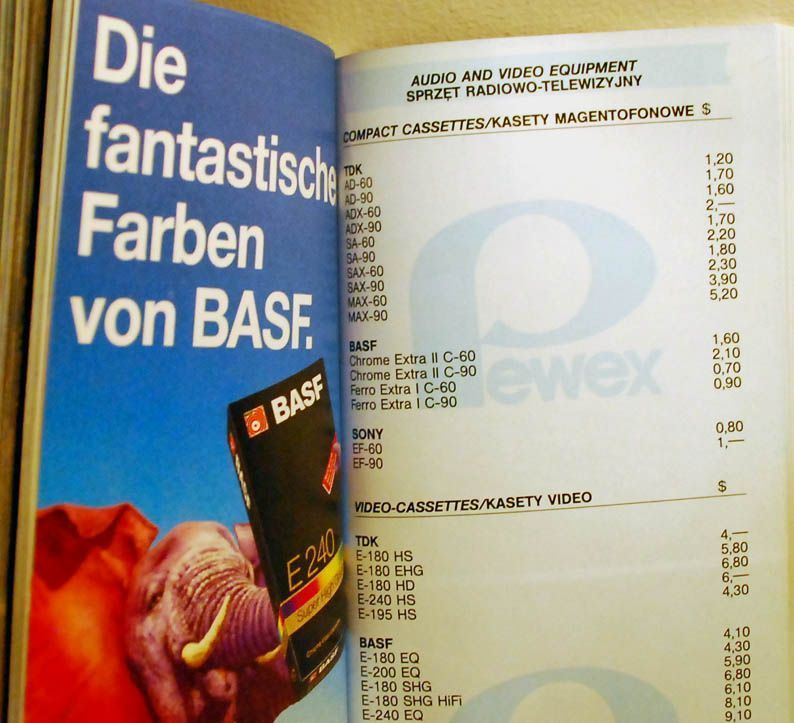 Die
fantastische
Farben
von BASF.
BASF
BASF
E 240
Super High
BASF
AUDIO AND VIDEO EQUIPMENT
SPRZĘT RADIOWO-TELEWIZYJNY
COMPACT CASSETTES/KASETY MAGENTOFONOWE $
TDK
AD-60 1,20
AD-90 1,70
ADX-60 1,60
ADX-90 2,—
SA-60 1,70
SA-90 2,20
SAX-60 1,80
SAX-90 2,30
MAX-60 3,90
MAX-90 5,20
Pewex
BASF
Chrome Extra II C-60 1,60
Chrome Extra II C-90 2,10
Ferro Extra I C-60 0,70
Ferro Extra I C-90 0,90
SONY
EF-60 0,80
EF-90 1,—
VIDEO-CASSETTES/KASETY VIDEO $
TDK
E-180 HS 4,—
E-180 EHG 5,80
E-180 HD 6,80
E-240 HS 6,—
E-195 HS 4,30
BASF
E-180 EQ 4,10
E-200 EQ 4,30
E-180 SHG 5,90
E-180 SHG HiFi 6,80
E-240 EQ 6,10
8,10
9,10